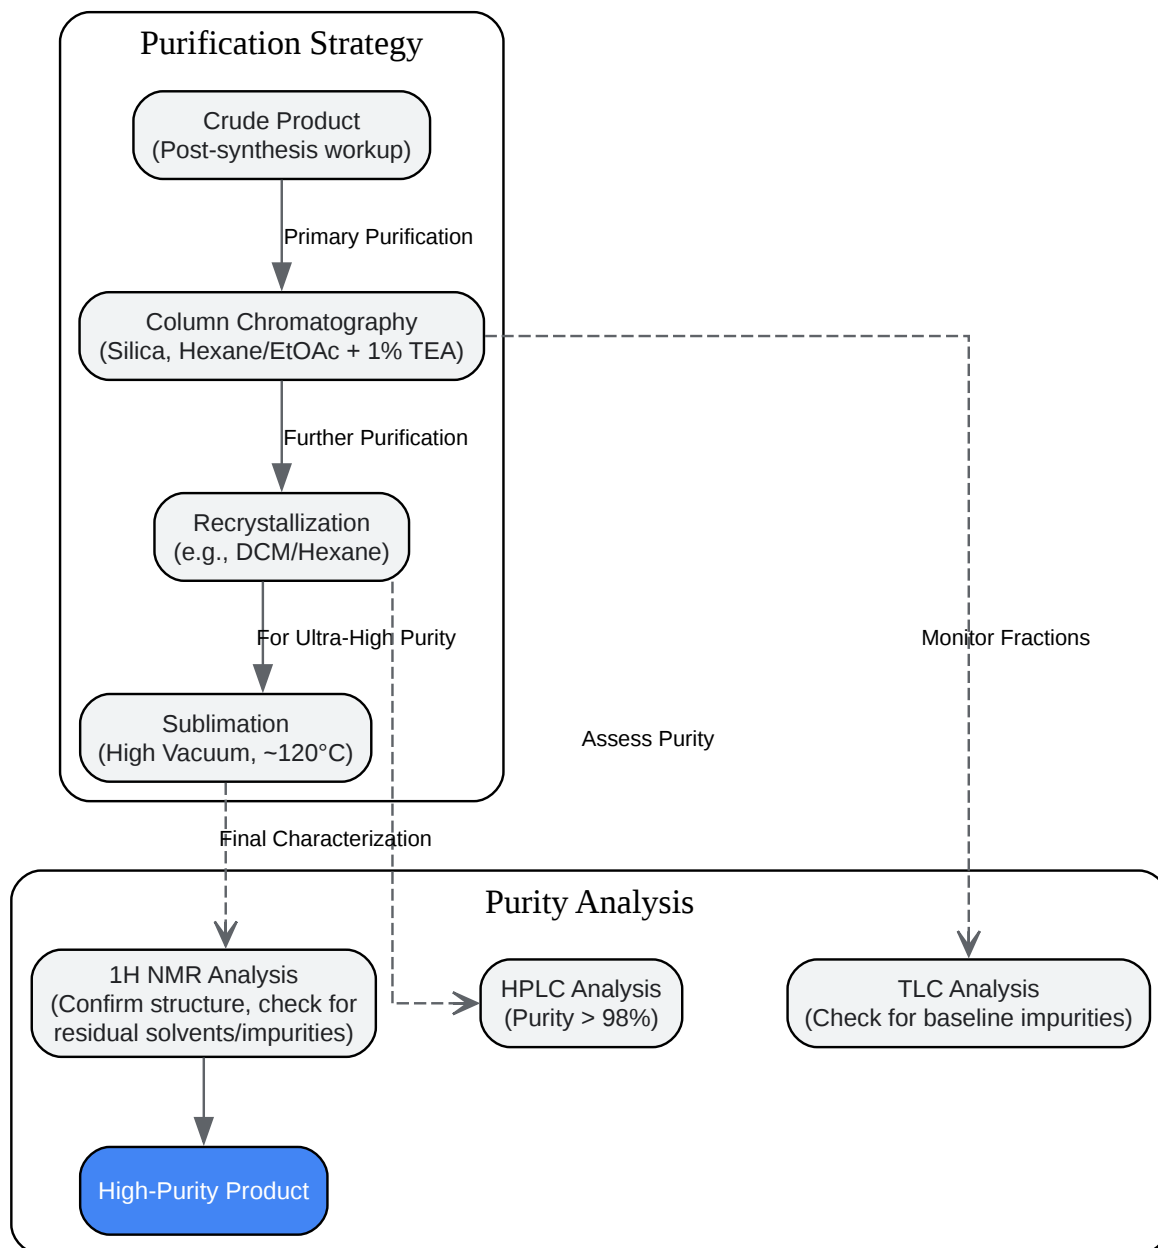 Purification Strategy
Crude Product
(Post-synthesis workup)
Primary Purification
Column Chromatography
(Silica, Hexane/EtOAc + 1% TEA)
Further Purification
Recrystallization
(e.g., DCM/Hexane)
For Ultra-High Purity
Monitor Fractions
Sublimation
(High Vacuum, ~120°C)
Assess Purity
Final Characterization
Purity Analysis
1H NMR Analysis
(Confirm structure, check for
residual solvents/impurities)
HPLC Analysis
(Purity > 98%)
TLC Analysis
(Check for baseline impurities)
High-Purity Product